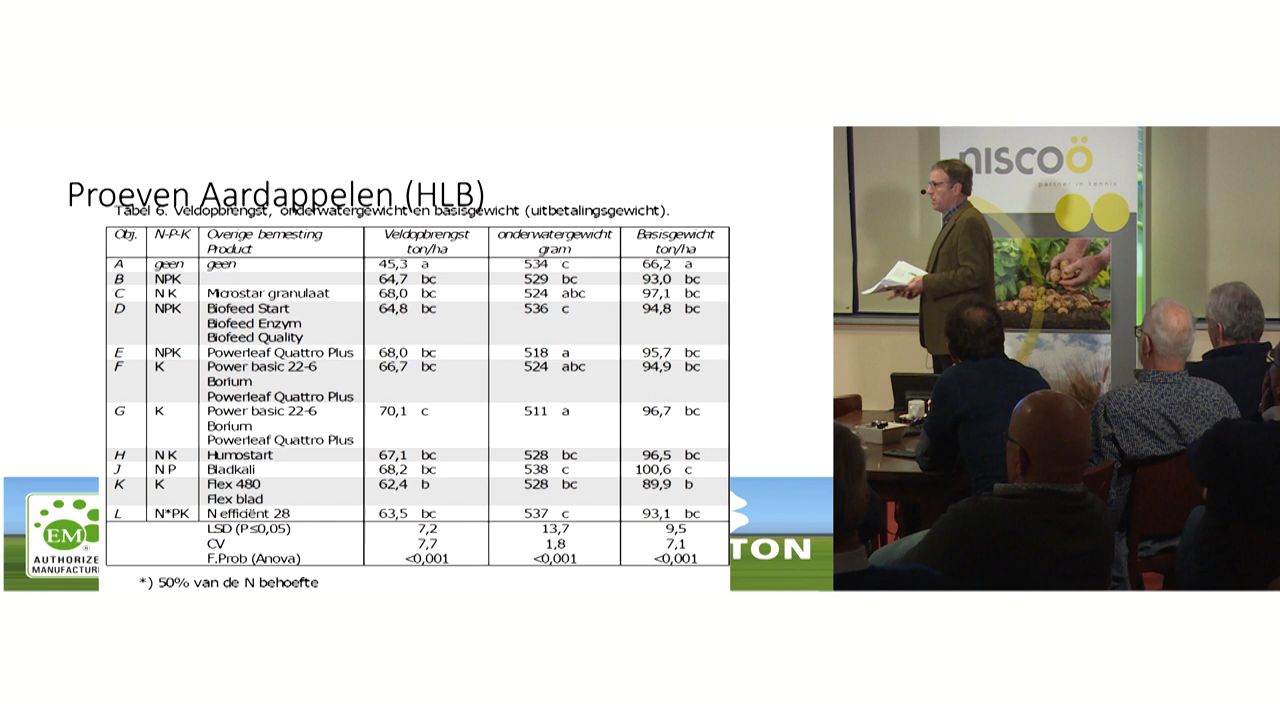 Proeven Aardappelen (HLB)
Tabel 6. Veldopbrengst, onderwatergewicht en basisgewicht (uitbetalingsgewicht).
Obj. N-P-K Overige bemesting Veldopbrengst onderwatergewicht Basisgewicht
Product ton/ha gram ton/ha
A geen geen 45,3 a 534 c 66,2 a
B NPK 64,7 bc 529 bc 93,0 bc
C N K Microstar granulaat 68,0 bc 524 abc 97,1 bc
D NPK Biofeed Start 64,8 bc 536 c 94,8 bc
Biofeed Enzym
Biofeed Quality
E NPK Powerleaf Quattro Plus 68,0 bc 518 a 95,7 bc
F K Power basic 22-6 66,7 bc 524 abc 94,9 bc
Borium
Powerleaf Quattro Plus
G K Power basic 22-6 70,1 c 511 a 96,7 bc
Borium
Powerleaf Quattro Plus
H N K Humostart 67,1 bc 528 bc 96,5 bc
J N P Bladkali 68,2 bc 538 c 100,6 c
K K Flex 480 62,4 b 528 bc 89,9 b
Flex blad
L N*PK N efficiënt 28 63,5 bc 537 c 93,1 bc
LSD (P≤0,05) 7,2 13,7 9,5
CV 7,7 1,8 7,1
F.Prob (Anova) <0,001 <0,001 <0,001
*) 50% van de N behoefte
EM
®
AUTHORIZE
MANUFACTUR
TON
niscoö
partner in kennis